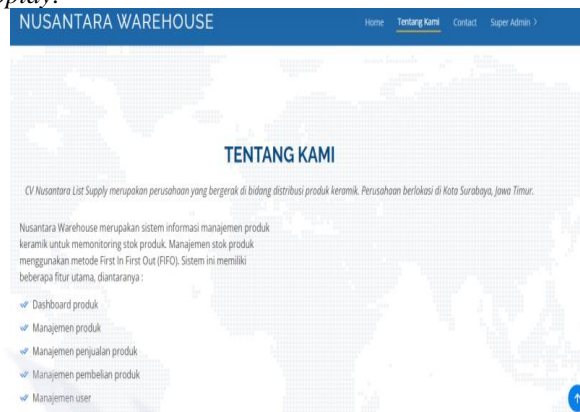 NUSANTARA WAREHOUSE
Home Tentang Kami Contact Super Admin >
TENTANG KAMI
CV Nusantara List Supply merupakan perusahaan yang bergerak di bidang distribusi produk keramik. Perusahaan berlokasi di Kota Surabaya, Jawa Timur.
Nusantara Warehouse merupakan sistem informasi manajemen produk
keramik untuk memonitoring stok produk. Manajemen stok produk
menggunakan metode First In First Out (FIFO). Sistem ini memiliki
beberapa fitur utama, diantaranya :
Dashboard produk
Manajemen produk
Manajemen penjualan produk
Manajemen pembelian produk
Manajemen user